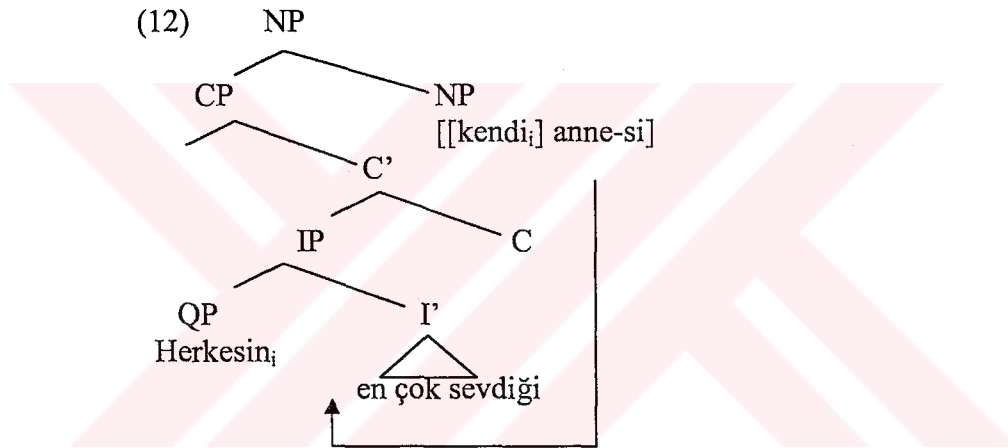 (12) NP
CP NP
[[kendiᵢ] anne-si]
C’
IP C
QP I’
Herkesinᵢ
en çok sevdiği